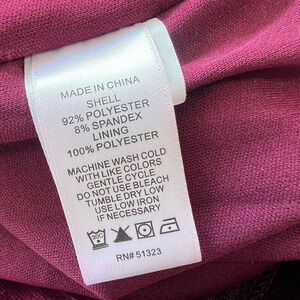 MADE IN CHINA
SHELL
92% POLYESTER
8% SPANDEX
LINING
100% POLYESTER
MACHINE WASH COLD
WITH LIKE COLORS
GENTLE CYCLE
DO NOT USE BLEACH
TUMBLE DRY LOW
USE LOW IRON
IF NECESSARY
RN# 51323